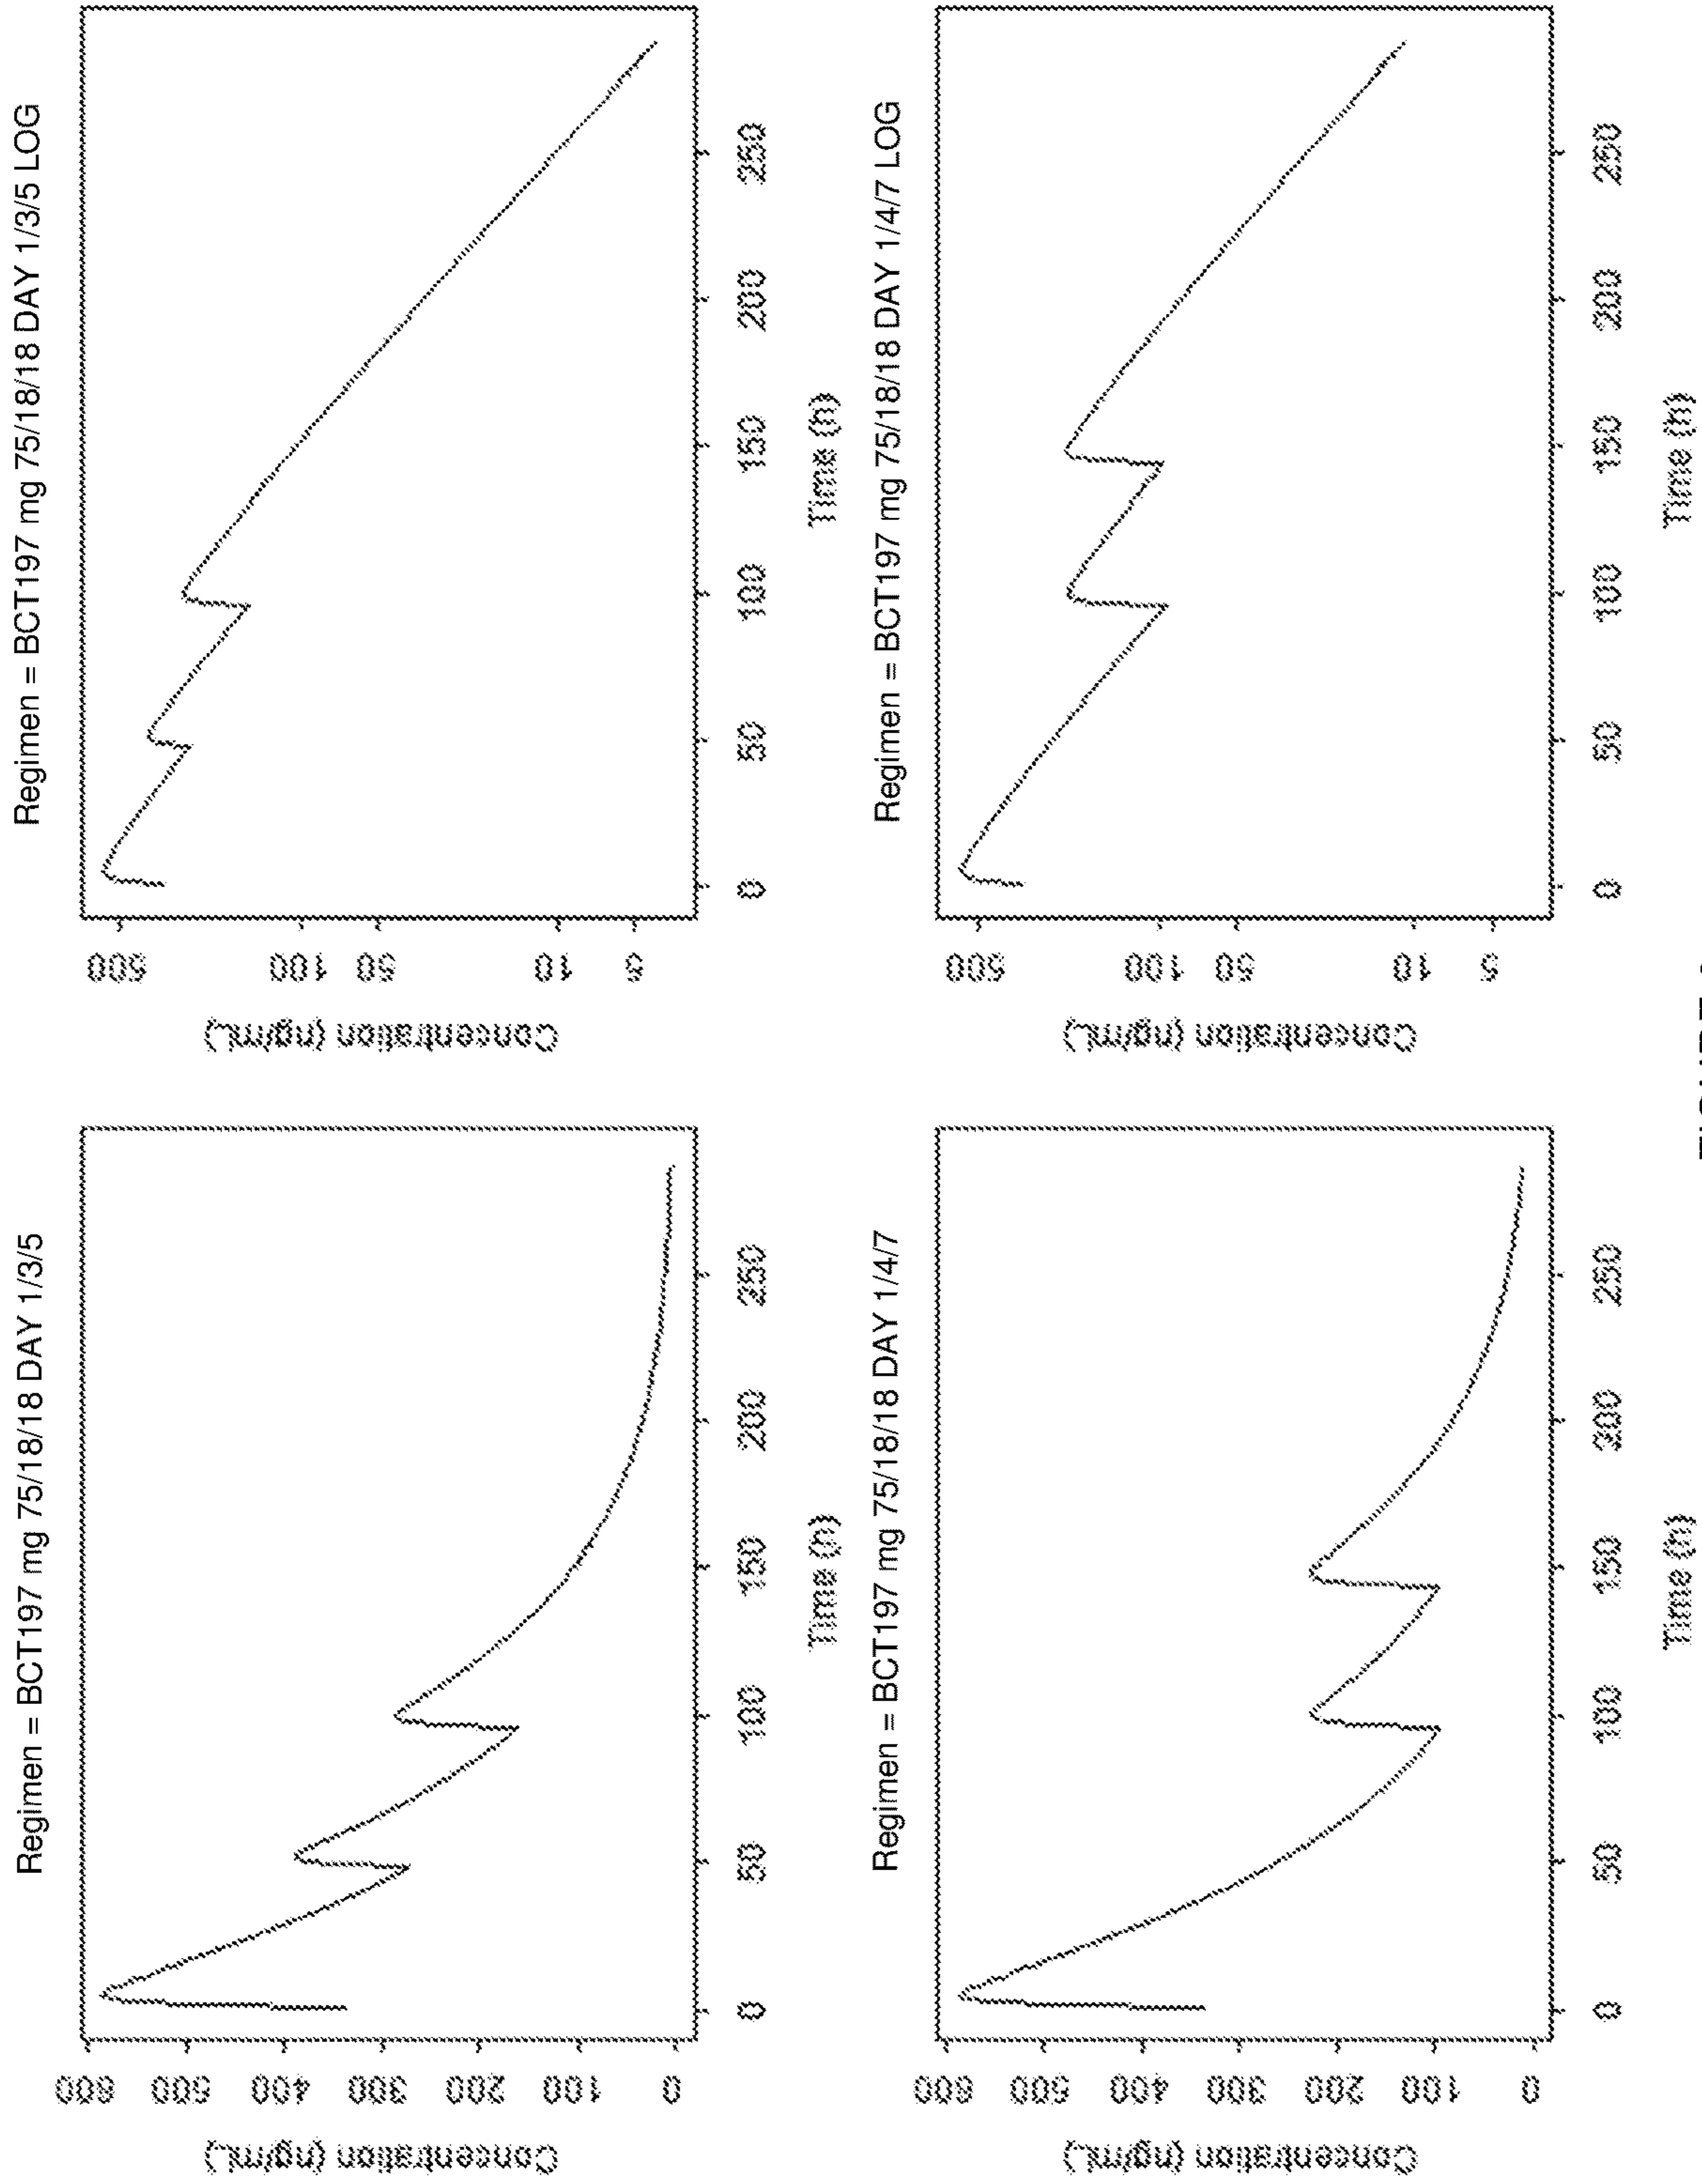 Regimen = BCT197 mg 75/18/18 DAY 1/3/5
Concentration (ng/mL)
600
500
400
300
200
100
0
0 50 100 150 200 250
Time (h)
Regimen = BCT197 mg 75/18/18 DAY 1/3/5 LOG
Concentration (ng/mL)
500
100
50
10
5
0 50 100 150 200 250
Time (h)
Regimen = BCT197 mg 75/18/18 DAY 1/4/7
Concentration (ng/mL)
600
500
400
300
200
100
0
0 50 100 150 200 250
Time (h)
Regimen = BCT197 mg 75/18/18 DAY 1/4/7 LOG
Concentration (ng/mL)
500
100
50
10
5
0 50 100 150 200 250
Time (h)